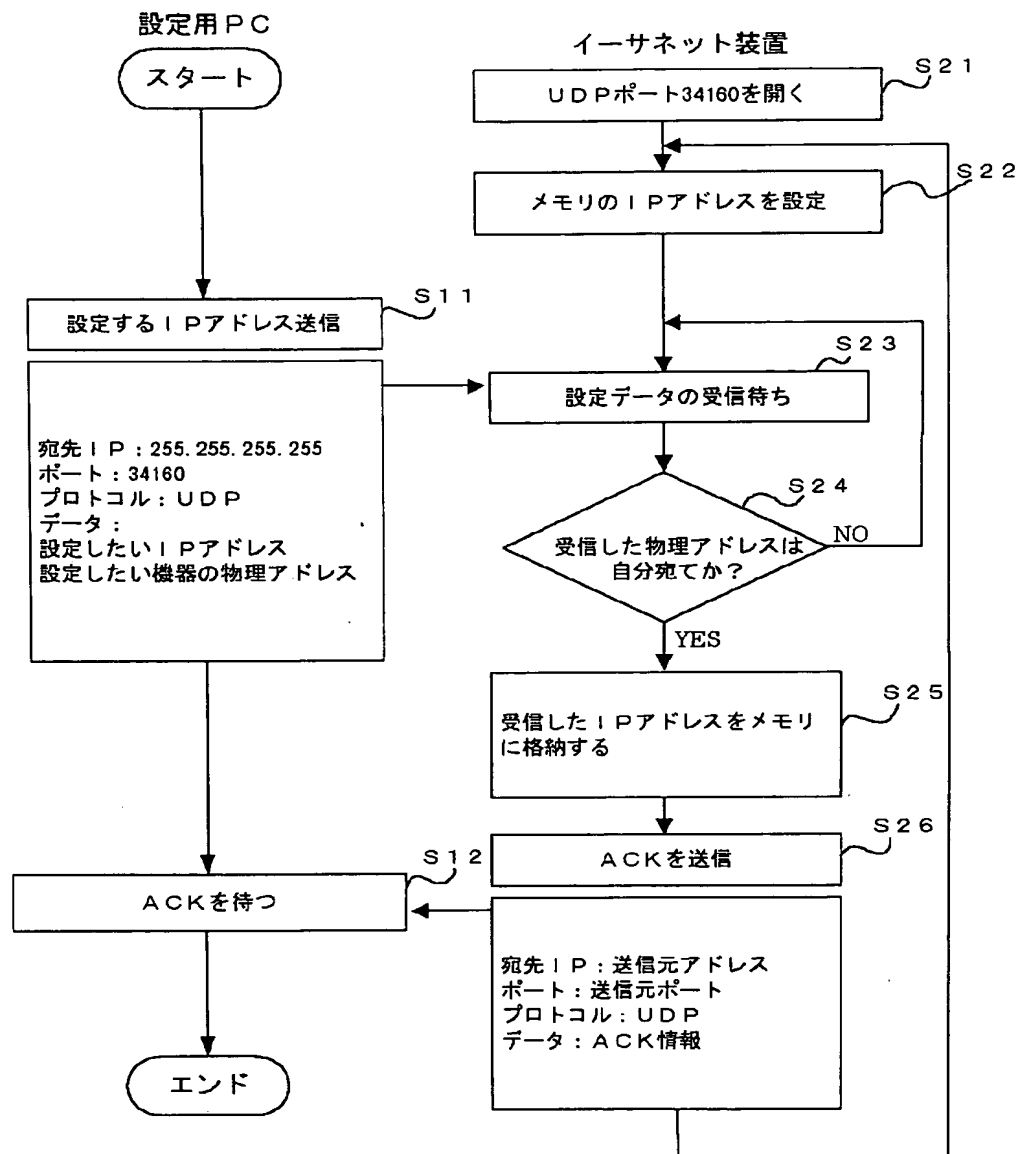 設定用ＰＣ
スタート
Ｓ１１
設定するＩＰアドレス送信
宛先ＩＰ：255.255.255.255
ポート：34160
プロトコル：ＵＤＰ
データ：
設定したいＩＰアドレス
設定したい機器の物理アドレス
Ｓ１２
ＡＣＫを待つ
エンド
イーサネット装置
Ｓ２１
ＵＤＰポート34160を開く
Ｓ２２
メモリのＩＰアドレスを設定
Ｓ２３
設定データの受信待ち
Ｓ２４
受信した物理アドレスは
自分宛てか？
NO
YES
Ｓ２５
受信したＩＰアドレスをメモリ
に格納する
Ｓ２６
ＡＣＫを送信
宛先ＩＰ：送信元アドレス
ポート：送信元ポート
プロトコル：ＵＤＰ
データ：ＡＣＫ情報